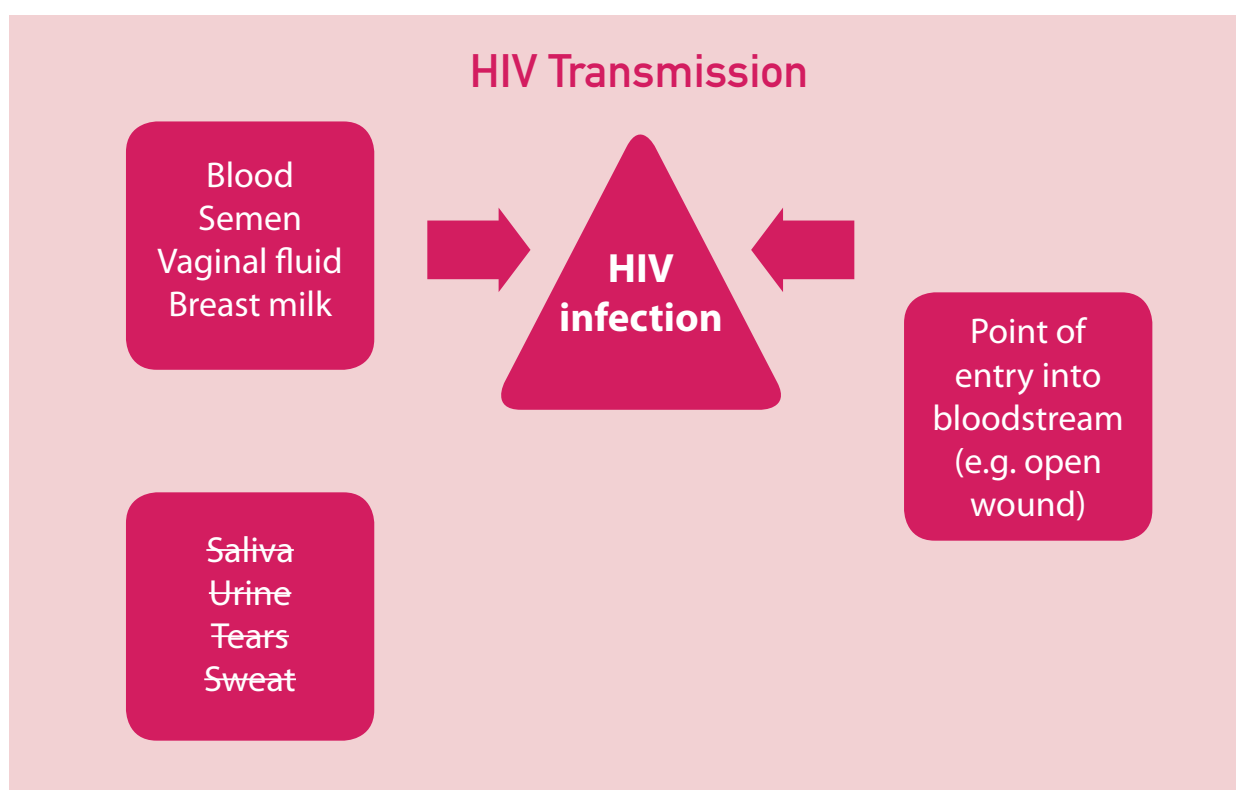 HIV Transmission
Blood
Semen
Vaginal fluid
Breast milk
HIV
infection
Point of
entry into
bloodstream
(e.g. open
wound)
Saliva
Urine
Tears
Sweat